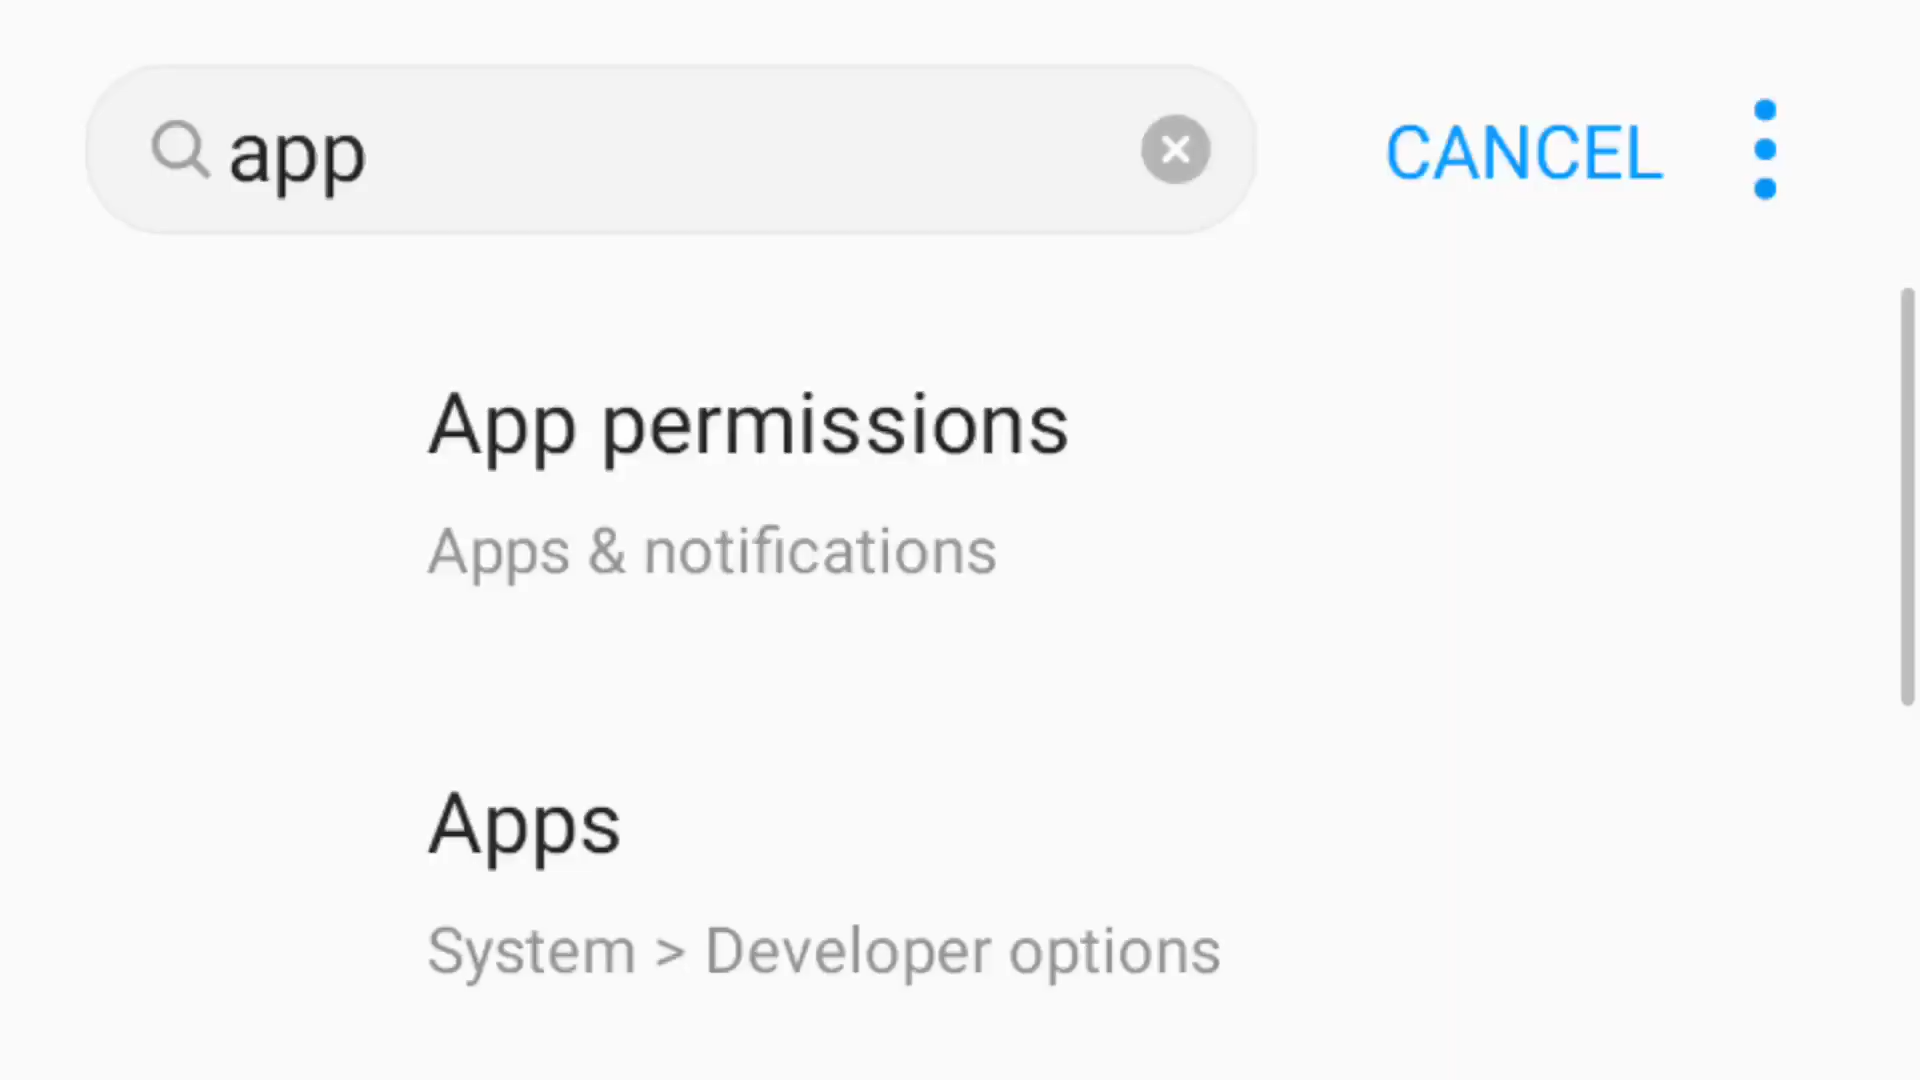 app
CANCEL
App permissions
Apps & notifications
Apps
System > Developer options